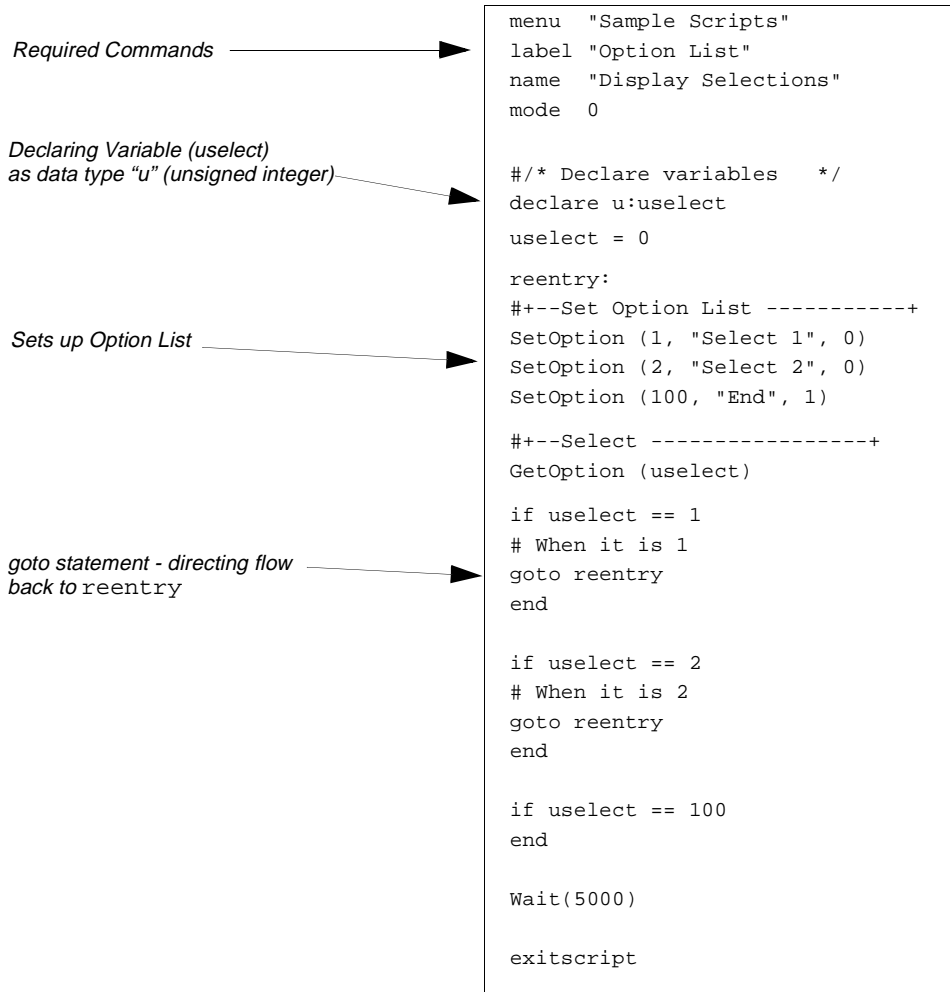 menu "Sample Scripts"
Required Commands
label "Option List"
name "Display Selections"
mode 0
Declaring Variable (uselect)
as data type “u” (unsigned integer)
#/* Declare variables */
declare u:uselect
uselect = 0
reentry:
#+--Set Option List -----------+
Sets up Option List
SetOption (1, "Select 1", 0)
SetOption (2, "Select 2", 0)
SetOption (100, "End", 1)
#+--Select -----------------+
GetOption (uselect)
if uselect == 1
# When it is 1
goto statement - directing flow
back to reentry
goto reentry
end
if uselect == 2
# When it is 2
goto reentry
end
if uselect == 100
end
Wait(5000)
exitscript